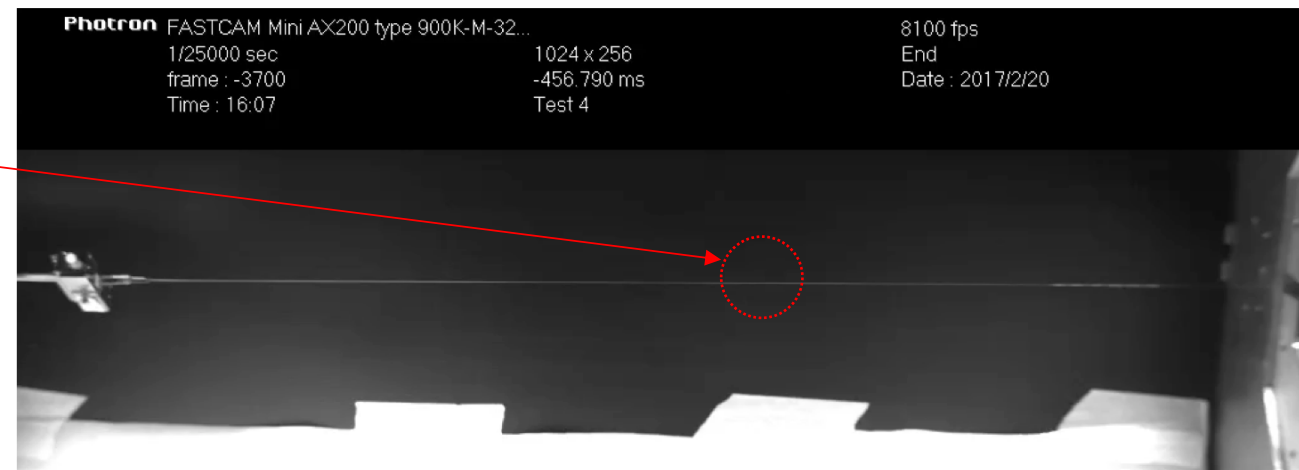 Photron FASTCAM Mini AX200 type 900K-M-32... 8100 fps
1/25000 sec 1024 x 256 End
frame : -3700 -456.790 ms Date : 2017/2/20
Time : 16:07 Test 4